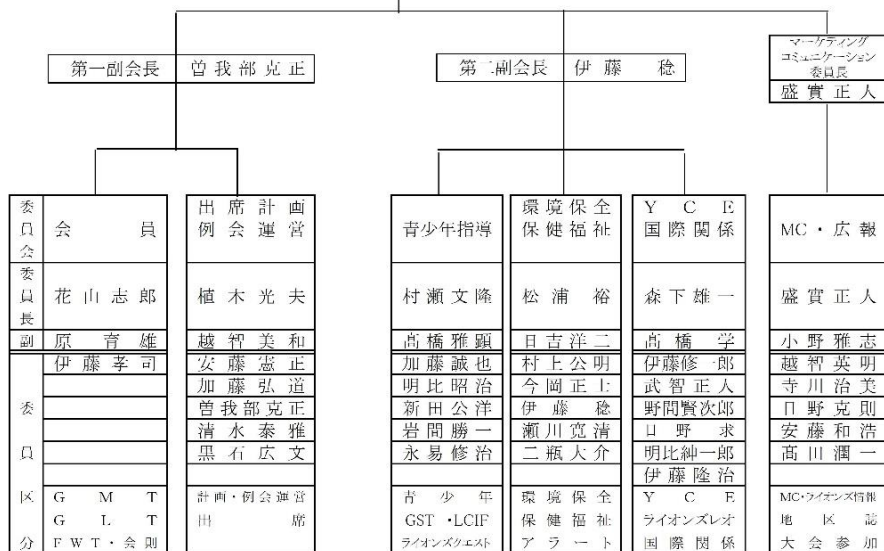 第一副会長 曽我部克正
第二副会長 伊藤 稔
マーケティング
コミュニケーション
委員長
盛實正人
委員会 会員 出席計画 例会運営 青少年指導 環境保全 保健福祉 YCE 国際関係 MC・広報
委員長 花山志郎 植木光夫 村瀬文隆 松浦裕 森下雄一 盛實正人
副 原育雄 越智美和 髙橋雅顕 日吉洋二 髙橋学 小野雅志
委員 伊藤孝司 安藤憲正 加藤誠也 村上公明 伊藤修一郎 越智英明
加藤弘道 明比昭治 今岡正士 武智正人 寺川治美
曽我部克正 新田公洋 伊藤稔 野間賢次郎 日野克則
清水泰雅 岩間勝一 瀬川寛清 日野求 安藤和浩
黒石広文 永易修治 二瓶大介 明比紳一郎 髙田潤一
伊藤隆治
区分 GMT 計画・例会運営 青少年 環境保全 YCE MC・ライオンズ情報
GLT 出席 GST・LCIF 保健福祉 ライオンズレオ 地区誌
FWT・会則 ライオンズクエスト アラート 国際関係 大会参加